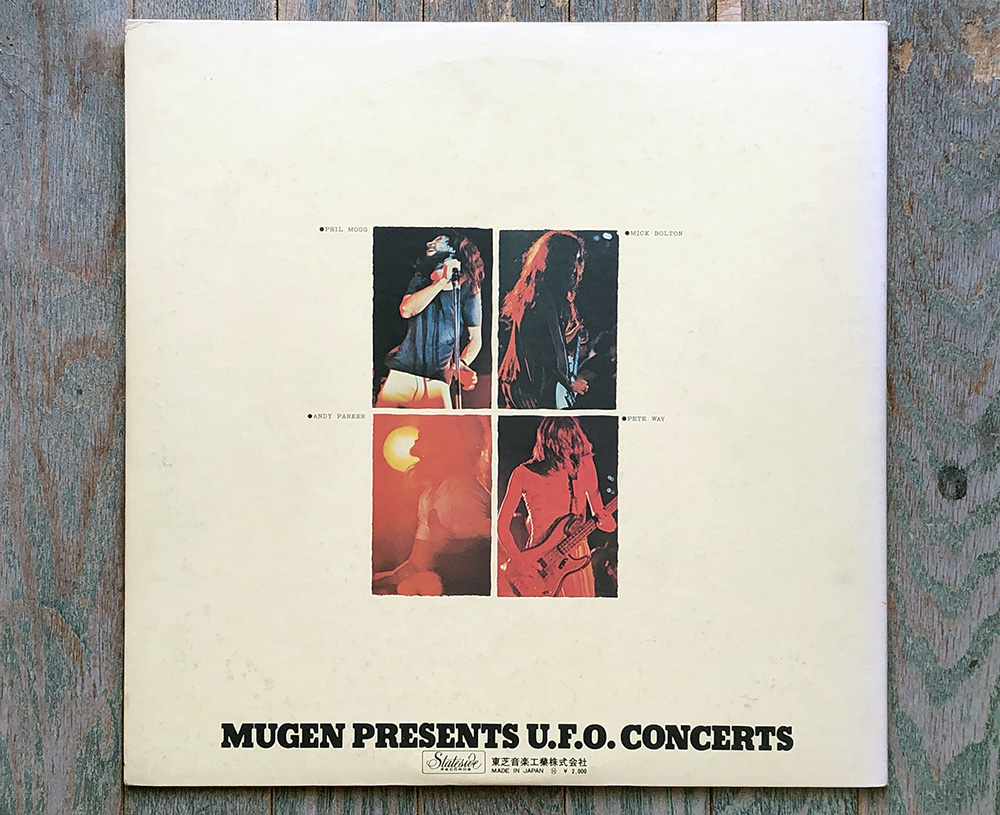 ●PHIL MOGG
●MICK BOLTON
●ANDY PARKER
●PETE WAY
MUGEN PRESENTS U.F.O. CONCERTS
Stateside
RECORDS
東芝音楽工業株式会社
MADE IN JAPAN Ⓗ ¥2,000